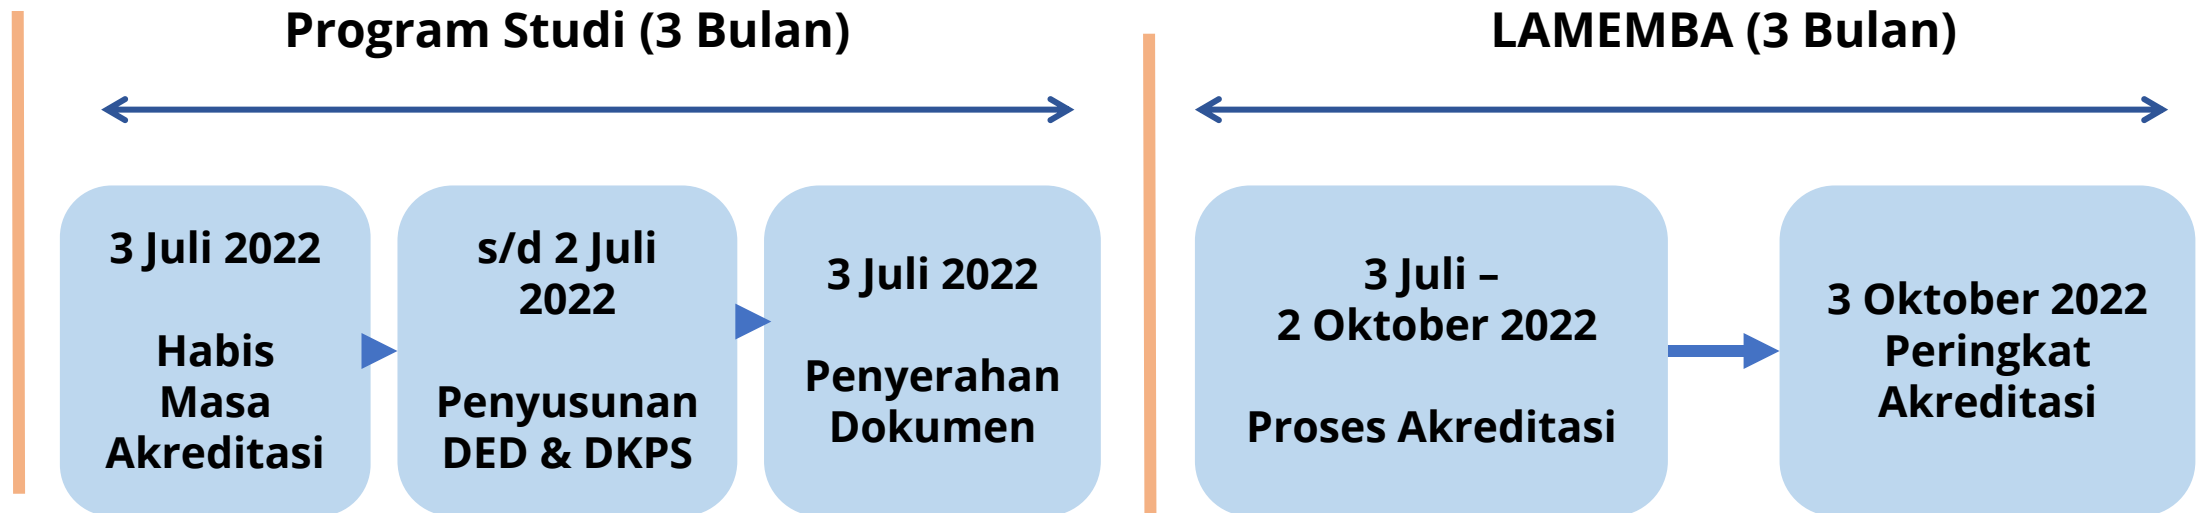 Program Studi (3 Bulan)
LAMEMBA (3 Bulan)
3 Juli 2022
Habis
Masa
Akreditasi
s/d 2 Juli
2022
Penyusunan
DED & DKPS
3 Juli 2022
Penyerahan
Dokumen
3 Juli –
2 Oktober 2022
Proses Akreditasi
3 Oktober 2022
Peringkat
Akreditasi